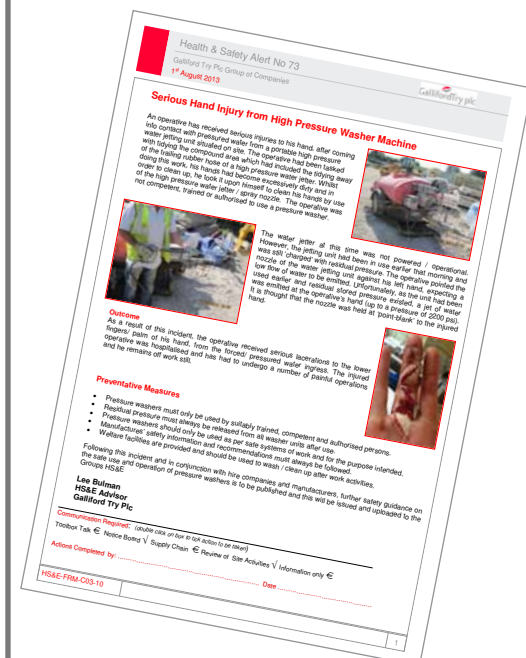 Health & Safety Alert No 73
Galliford Try Plc Group of Companies
1st August 2013
GallifordTry plc
Serious Hand Injury from High Pressure Washer Machine
An operative has received serious injuries to his hand, after coming
into contact with pressured water from a portable high pressure
water jetting unit situated on site. The operative had been tasked
with tidying the compound area which had included the tidying away
of the trailing rubber hose of a high pressure water jetter. Whilst
doing this work, his hands had become excessively dirty and in
order to clean up, he took it upon himself to clean his hands by use
of the high pressure water jetter / spray nozzle. The operative was
not competent, trained or authorised to use a pressure washer.
The water jetter at this time was not powered / operational.
However, the jetting unit had been in use earlier that morning and
was still 'charged' with residual pressure. The operative pointed the
nozzle of the water jetting unit against his left hand, expecting a
low flow of water to be emitted. Unfortunately, as the unit had been
used earlier and residual stored pressure existed, a jet of water
was emitted at the operative's hand (up to a pressure of 2200 psi).
It is thought that the nozzle was held at 'point-blank' to the injured
hand.
Outcome
As a result of this incident, the operative received serious lacerations to the lower
fingers/ palm of his hand, from the forced/ pressured water ingress. The injured
operative was hospitalised and has had to undergo a number of painful operations
and he remains off work still.
Preventative Measures
• Pressure washers must only be used by suitably trained, competent and authorised persons.
• Residual pressure must always be released from all washer units after use.
• Pressure washers should only be used as per safe systems of work and for the purpose intended.
• Manufactures' safety information and recommendations must always be followed.
• Welfare facilities are provided and should be used to wash / clean up after work activities.
Following this incident and in conjunction with hire companies and manufacturers, further safety guidance on
the safe use and operation of pressure washers is to be published and this will be issued and uploaded to the
Groups HS&E
Lee Bulman
HS&E Advisor
Galliford Try Plc
Communication Required: (double click on box to tick action to be taken)
Toolbox Talk € Notice Board √ Supply Chain € Review of Site Activities √ Information only €
Actions Completed by: ........................................ Date ........................................
HS&E-FRM-C03-10
1